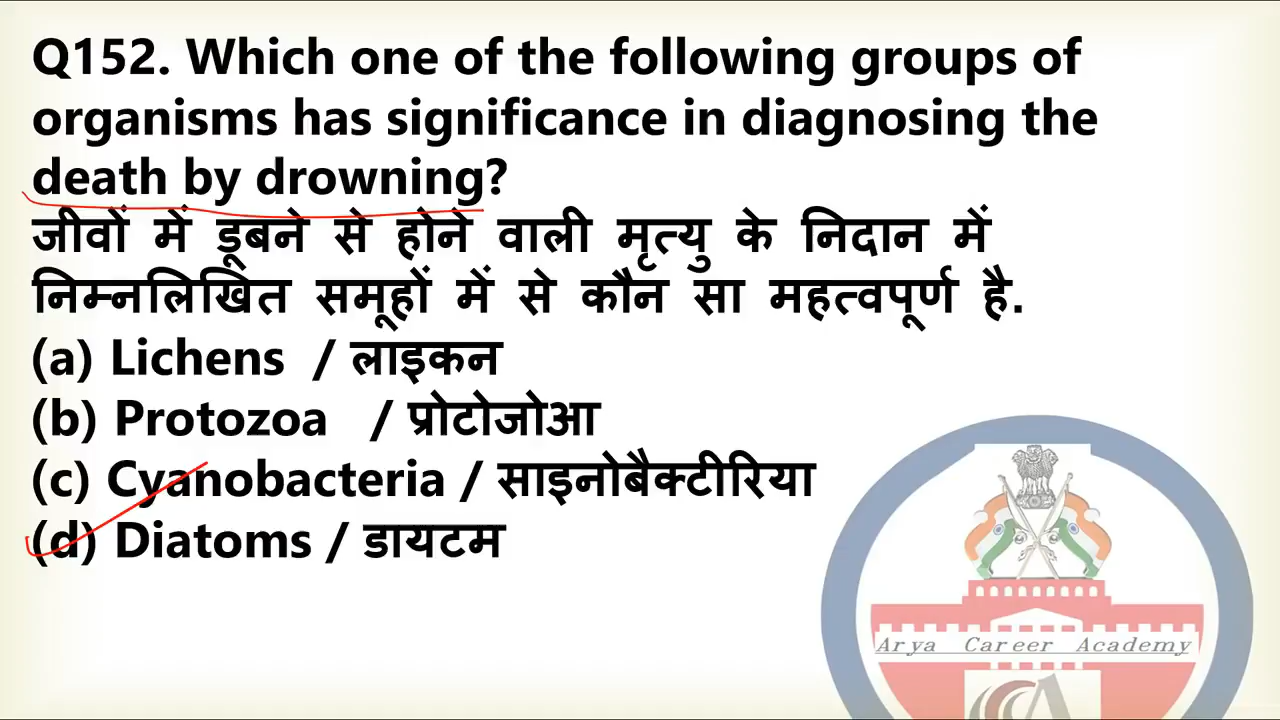 Q152. Which one of the following groups of
organisms has significance in diagnosing the
death by drowning?
जीवों में डूबने से होने वाली मृत्यु के निदान में
निम्नलिखित समूहों में से कौन सा महत्वपूर्ण है.
(a) Lichens / लाइकन
(b) Protozoa / प्रोटोजोआ
(c) Cyanobacteria / साइनोबैक्टीरिया
(d) Diatoms / डायटम
Arya Career Academy